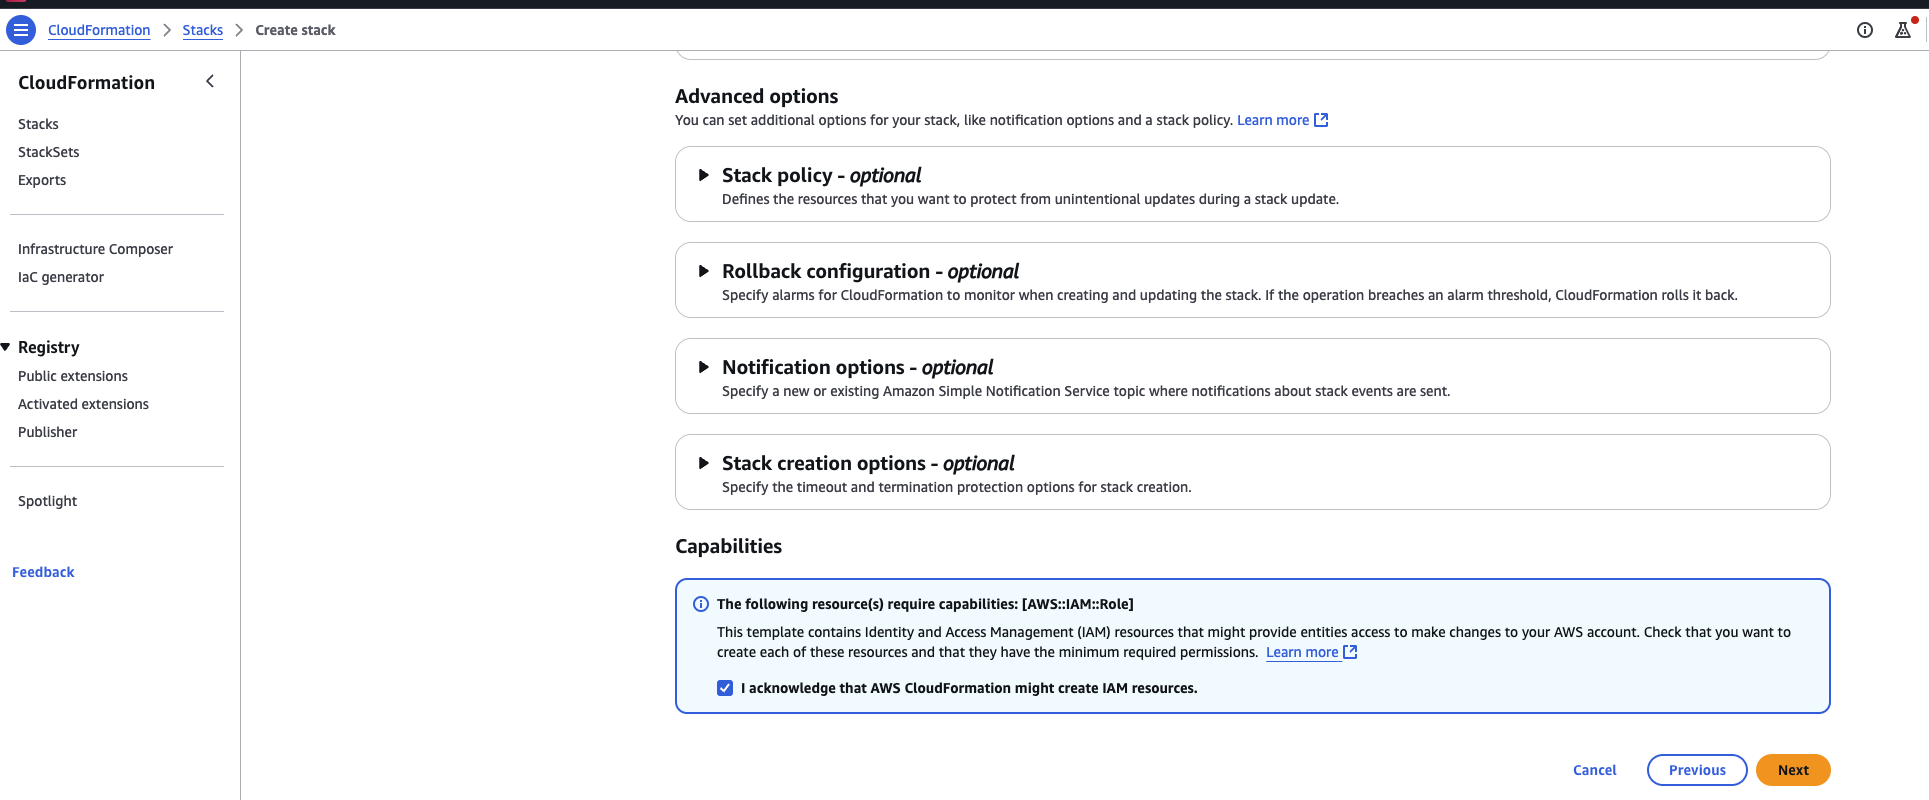 CloudFormation > Stacks > Create stack
CloudFormation
Stacks
StackSets
Exports
Infrastructure Composer
IaC generator
Registry
Public extensions
Activated extensions
Publisher
Spotlight
Feedback
Advanced options
You can set additional options for your stack, like notification options and a stack policy. Learn more
Stack policy - optional
Defines the resources that you want to protect from unintentional updates during a stack update.
Rollback configuration - optional
Specify alarms for CloudFormation to monitor when creating and updating the stack. If the operation breaches an alarm threshold, CloudFormation rolls it back.
Notification options - optional
Specify a new or existing Amazon Simple Notification Service topic where notifications about stack events are sent.
Stack creation options - optional
Specify the timeout and termination protection options for stack creation.
Capabilities
The following resource(s) require capabilities: [AWS::IAM::Role]
This template contains Identity and Access Management (IAM) resources that might provide entities access to make changes to your AWS account. Check that you want to
create each of these resources and that they have the minimum required permissions. Learn more
I acknowledge that AWS CloudFormation might create IAM resources.
Cancel Previous Next